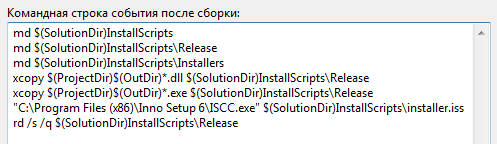 Командная строка события после сборки:
md $(SolutionDir)InstallScripts
md $(SolutionDir)InstallScripts\Release
md $(SolutionDir)InstallScripts\Installers
xcopy $(ProjectDir)$(OutDir)*.dll $(SolutionDir)InstallScripts\Release
xcopy $(ProjectDir)$(OutDir)*.exe $(SolutionDir)InstallScripts\Release
"C:\Program Files (x86)\Inno Setup 6\ISCC.exe" $(SolutionDir)InstallScripts\installer.iss
rd /s /q $(SolutionDir)InstallScripts\Release